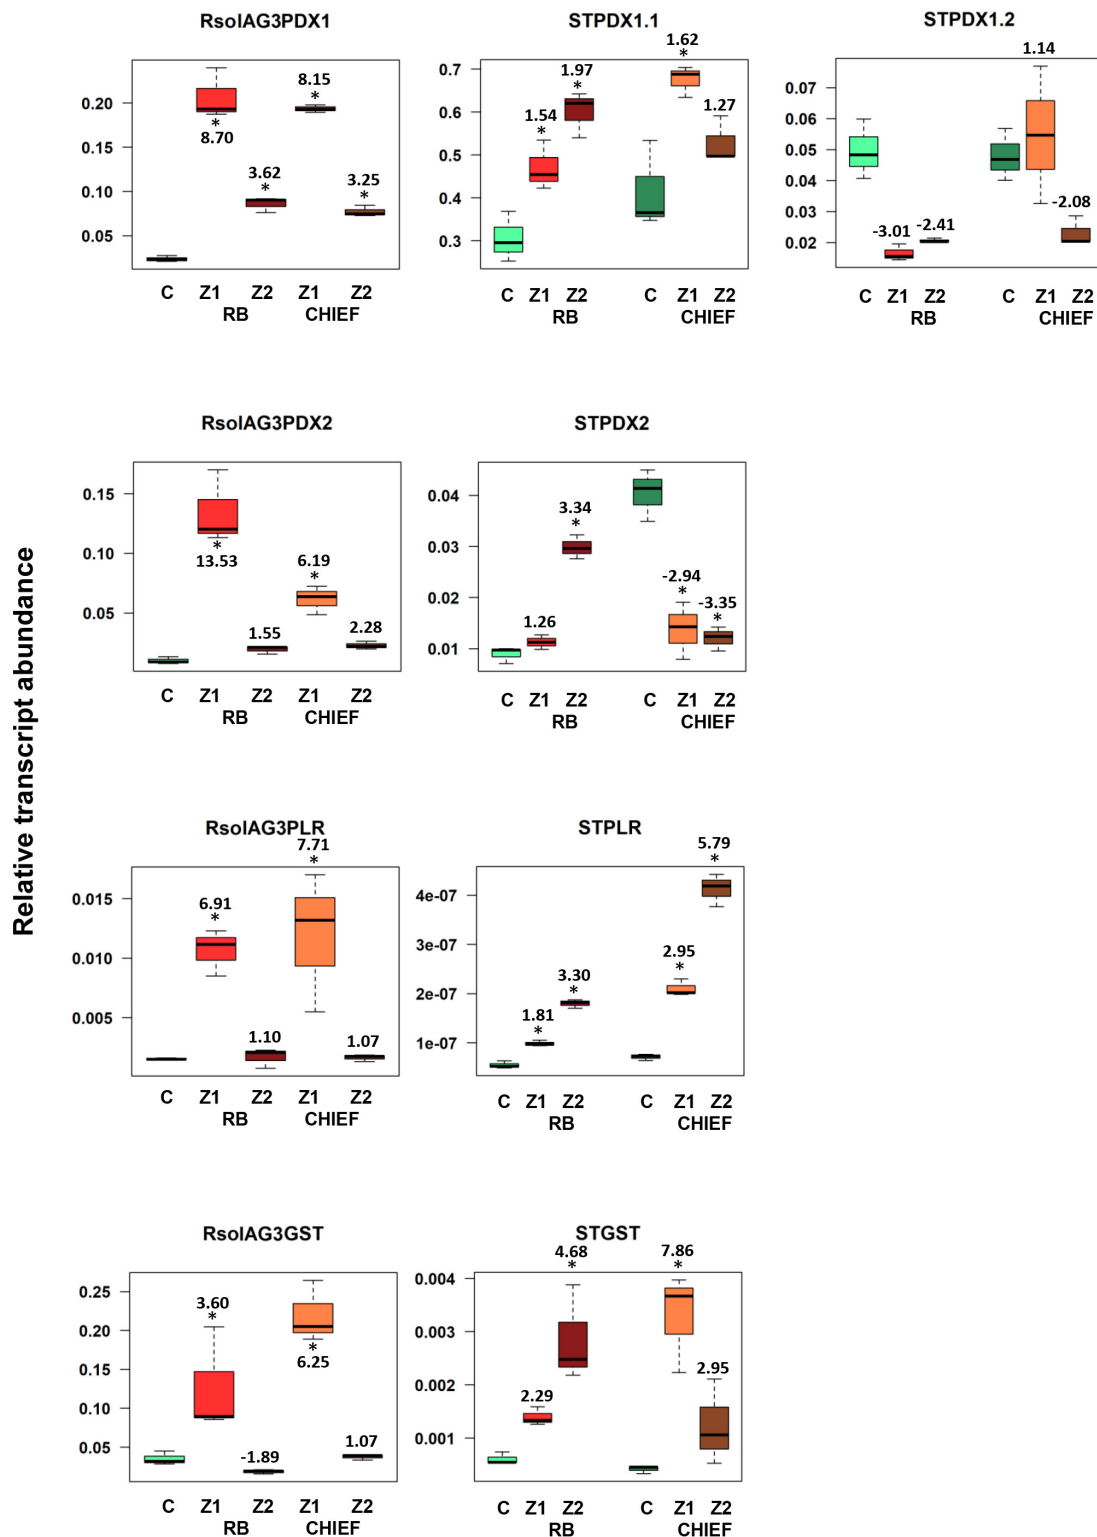 RsolAG3PDX1
STPDX1.1
STPDX1.2
0.20
0.15
0.10
0.05
8.70
*
3.62
*
8.15
*
3.25
*
C Z1 Z2 Z1 Z2
RB CHIEF
0.7
0.6
0.5
0.4
0.3
1.54
*
1.97
*
1.62
*
1.27
C Z1 Z2 C Z1 Z2
RB CHIEF
0.07
0.06
0.05
0.04
0.03
0.02
-3.01
-2.41
1.14
-2.08
C Z1 Z2 C Z1 Z2
RB CHIEF
Relative transcript abundance
RsolAG3PDX2
STPDX2
0.15
0.10
0.05
*
13.53
1.55
6.19
*
2.28
C Z1 Z2 Z1 Z2
RB CHIEF
0.04
0.03
0.02
0.01
1.26
3.34
*
-2.94
*
-3.35
*
C Z1 Z2 C Z1 Z2
RB CHIEF
RsolAG3PLR
STPLR
0.015
0.010
0.005
6.91
*
1.10
7.71
*
1.07
C Z1 Z2 Z1 Z2
RB CHIEF
4e-07
3e-07
2e-07
1e-07
1.81
*
3.30
*
2.95
*
5.79
*
C Z1 Z2 C Z1 Z2
RB CHIEF
RsolAG3GST
STGST
0.25
0.20
0.15
0.10
0.05
3.60
*
-1.89
*
6.25
1.07
C Z1 Z2 Z1 Z2
RB CHIEF
0.004
0.003
0.002
0.001
2.29
4.68
*
7.86
*
2.95
C Z1 Z2 C Z1 Z2
RB CHIEF